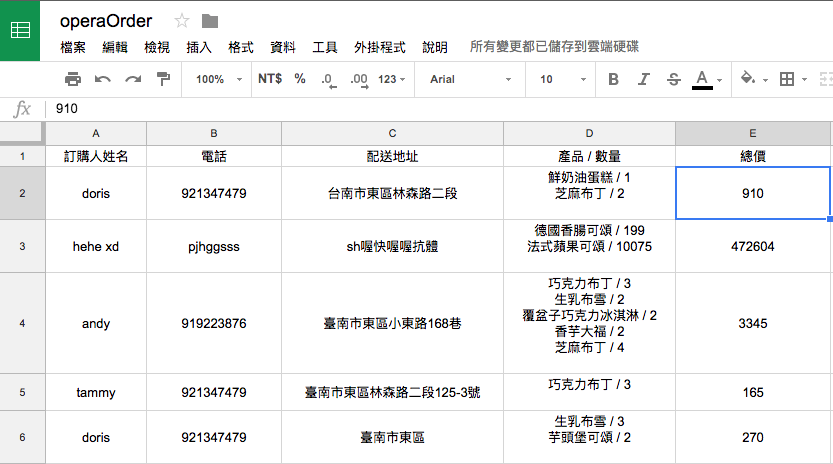 operaOrder
檔案 編輯 檢視 插入 格式 資料 工具 外掛程式 說明 所有變更都已儲存到雲端硬碟
100% NT$ % .0 .00 123 Arial 10 B I S A
fx 910
A B C D E
1 訂購人姓名 電話 配送地址 產品 / 數量 總價
鮮奶油蛋糕 / 1
2 doris 921347479 台南市東區林森路二段 芝麻布丁 / 2 910
德國香腸可頌 / 199
3 hehe xd pjhggsss sh喔快喔喔抗體 法式蘋果可頌 / 10075 472604
巧克力布丁 / 3
生乳布雪 / 2
4 andy 919223876 臺南市東區小東路168巷 覆盆子巧克力冰淇淋 / 2 3345
香芋大福 / 2
芝麻布丁 / 4
5 tammy 921347479 臺南市東區林森路二段125-3號 巧克力布丁 / 3 165
生乳布雪 / 3
6 doris 921347479 臺南市東區 芋頭堡可頌 / 2 270